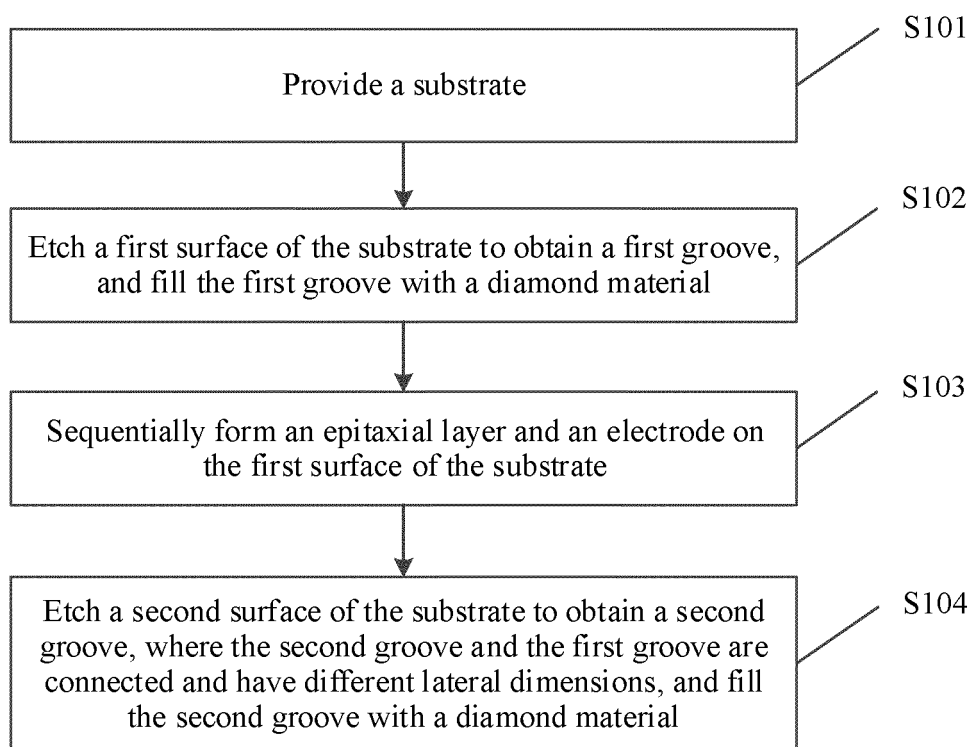 S101
Provide a substrate
S102
Etch a first surface of the substrate to obtain a first groove,
and fill the first groove with a diamond material
S103
Sequentially form an epitaxial layer and an electrode on
the first surface of the substrate
S104
Etch a second surface of the substrate to obtain a second
groove, where the second groove and the first groove are
connected and have different lateral dimensions, and fill
the second groove with a diamond material